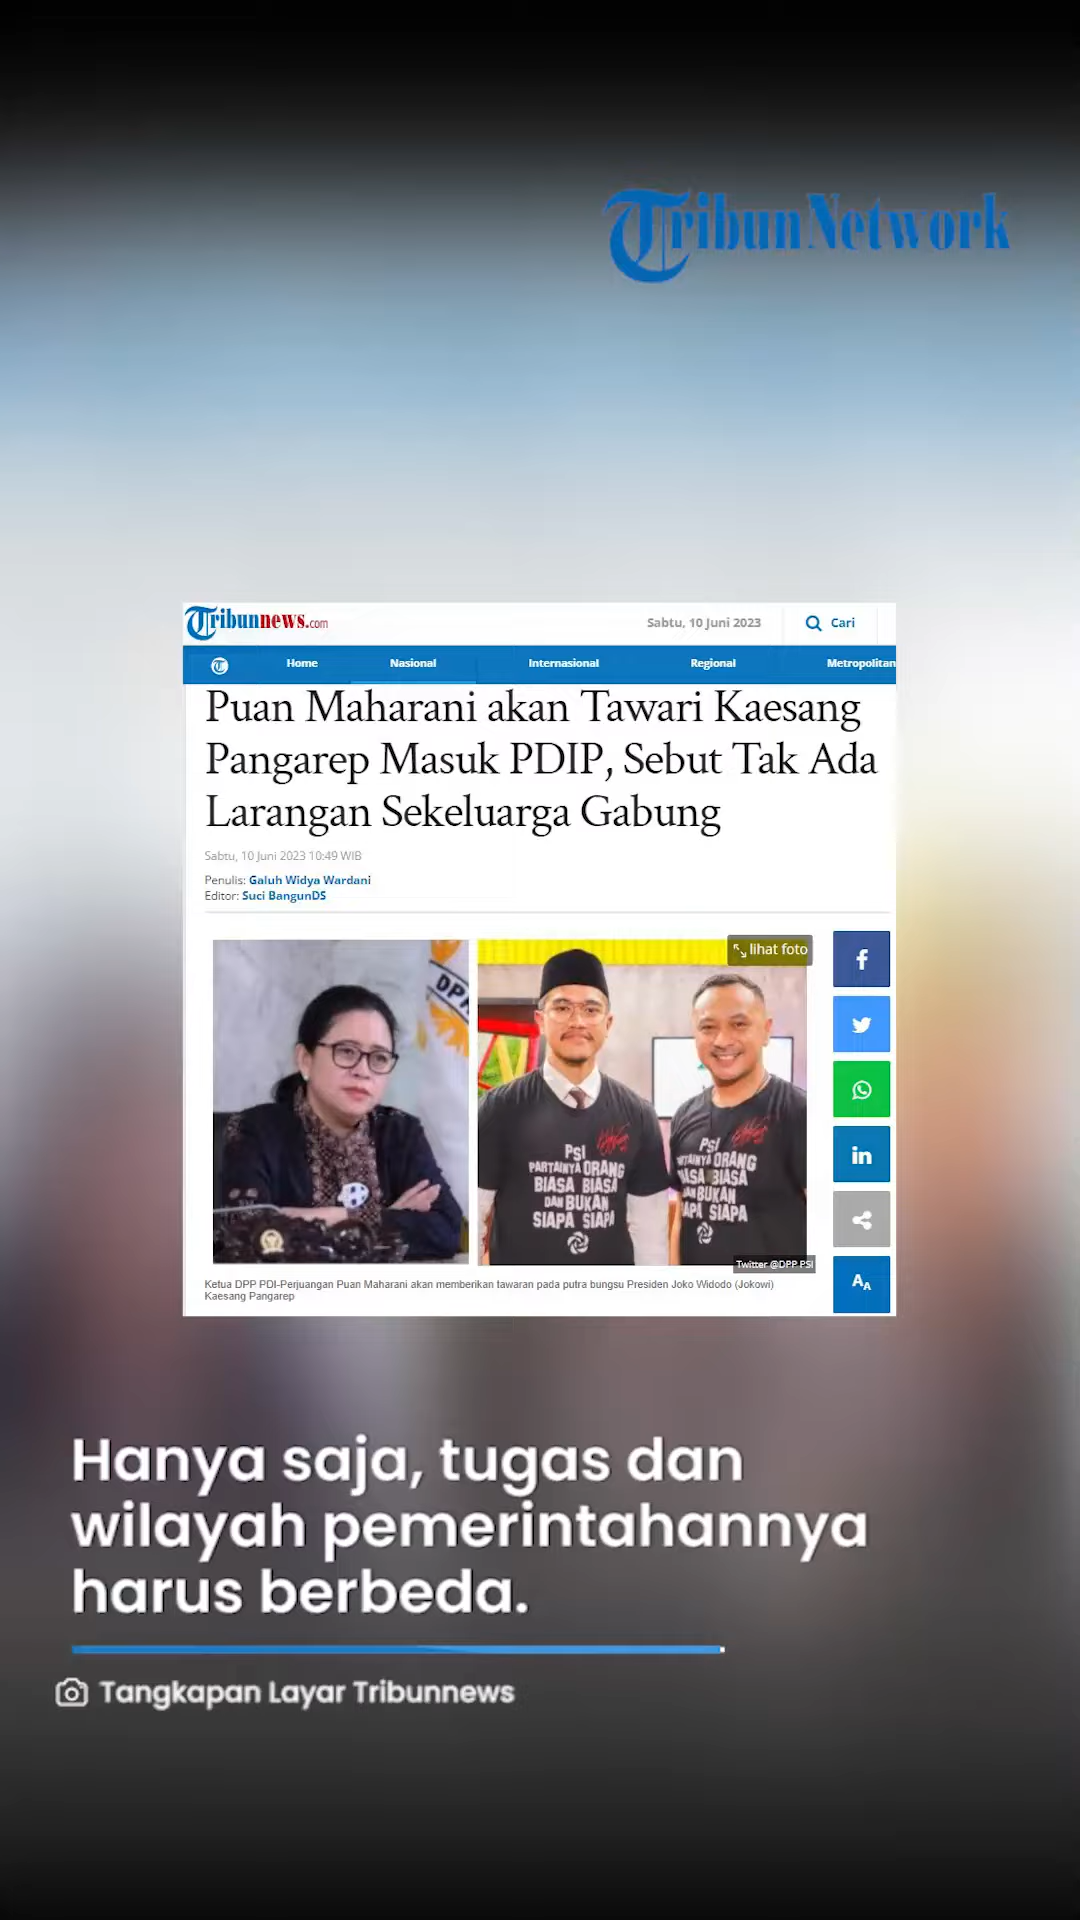 TribunNetwork
Tribunnews.com
Sabtu, 10 Juni 2023
Cari
Home
Nasional
Internasional
Regional
Metropolitan
Puan Maharani akan Tawari Kaesang
Pangarep Masuk PDIP, Sebut Tak Ada
Larangan Sekeluarga Gabung
Sabtu, 10 Juni 2023 10:49 WIB
Penulis: Galuh Widya Wardani
Editor: Suci BangunDS
lihat foto
DPA
PSI
PARTAINYA ORANG
BIASA BIASA
DAN BUKAN
SIAPA SIAPA
PSI
Twitter @DPP PSI
Ketua DPP PDI-Perjuangan Puan Maharani akan memberikan tawaran pada putra bungsu Presiden Joko Widodo (Jokowi)
Kaesang Pangarep
f
in
AA
Hanya saja, tugas dan
wilayah pemerintahannya
harus berbeda.
Tangkapan Layar Tribunnews